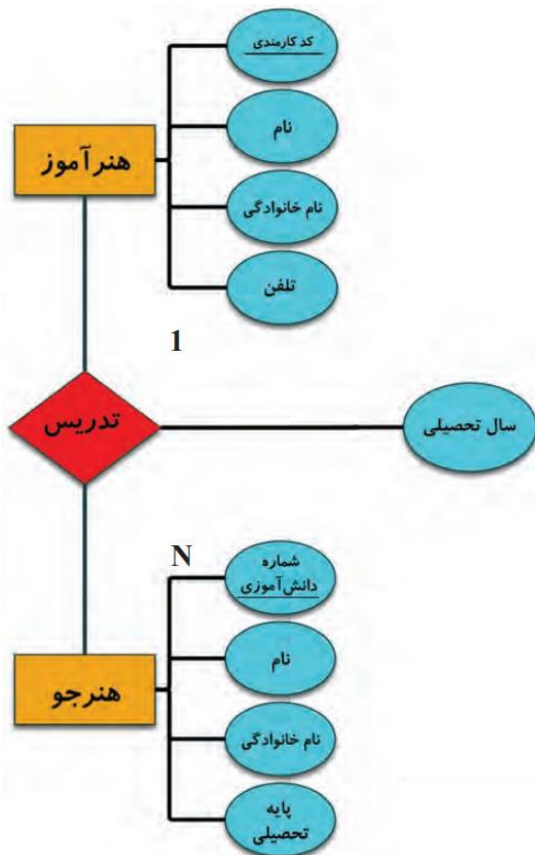 کد کارمندی
نام
هنرآموز
نام خانوادگی
تلفن
1
تدریس
سال تحصیلی
N
شماره
دانش‌آموزی
نام
هنرجو
نام خانوادگی
پایه
تحصیلی